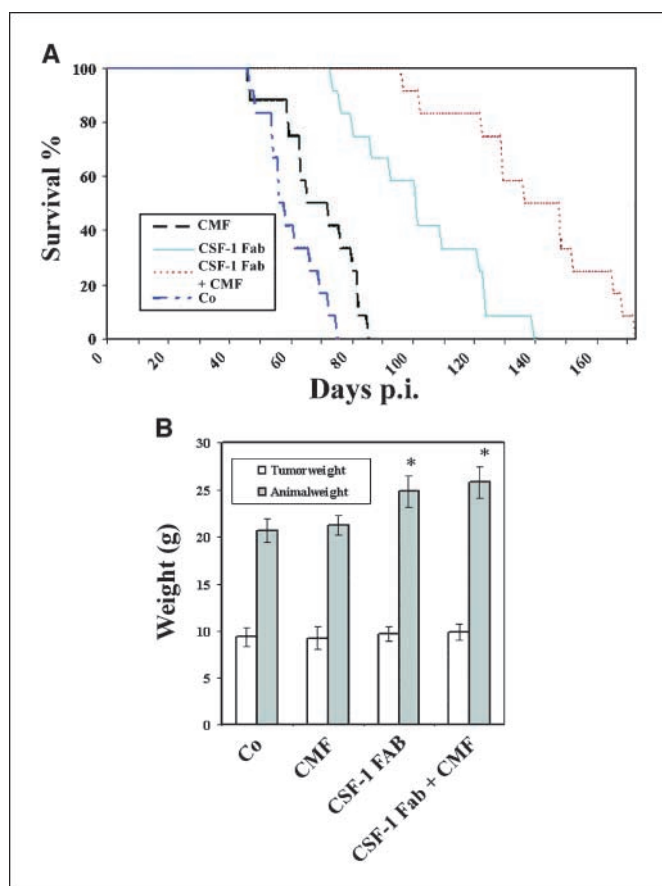 A
Survival %
100
80
60
40
20
0
CMF
CSF-1 Fab
CSF-1 Fab
+ CMF
Co
0
20
40
60
80
100
120
140
160
Days p.i.
B
Weight (g)
30
25
20
15
10
5
0
Tumorweight
Animalweight
*
*
Co
CMF
CSF-1 FAB
CSF-1 Fab + CMF